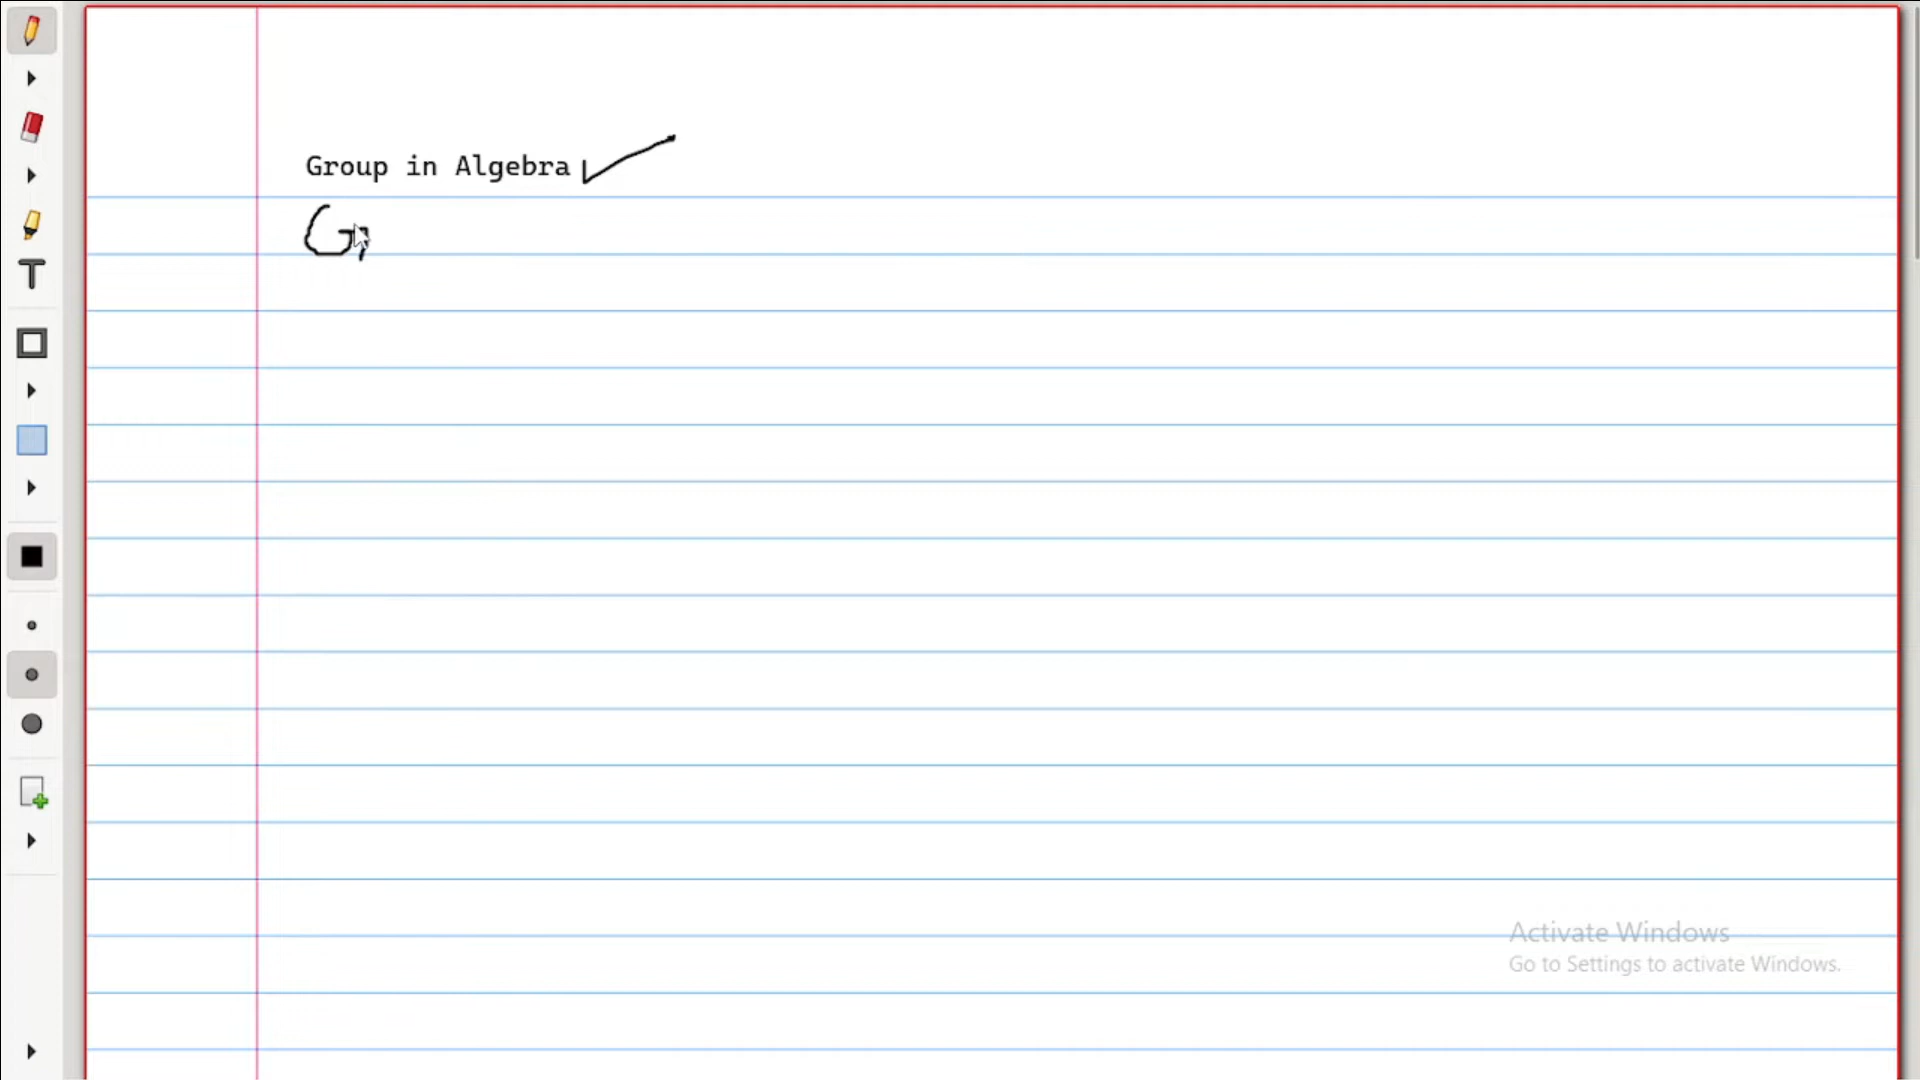 Group in Algebra
G,
Activate Windows
Go to Settings to activate Windows.